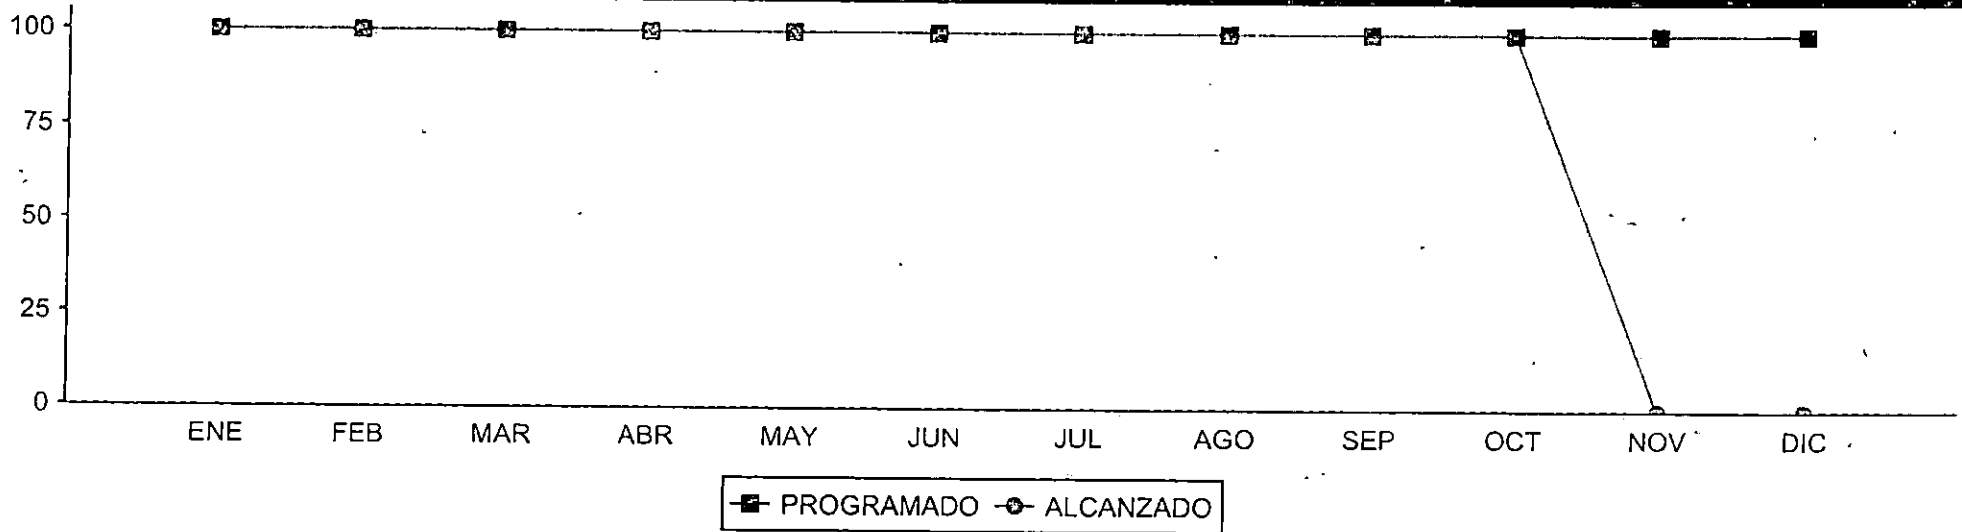 100
75
50
25
0
ENE FEB MAR ABR MAY JUN JUL AGO SEP OCT NOV DIC
PROGRAMADO ALCANZADO